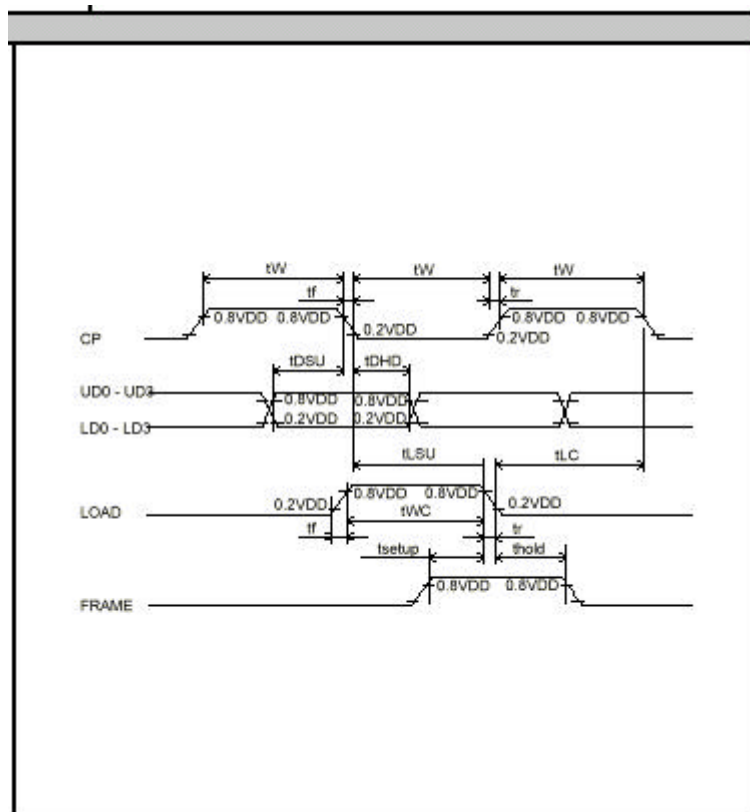 tW tW tW
tf tr
0.8VDD 0.8VDD 0.8VDD 0.8VDD
CP 0.2VDD 0.2VDD
tDSU tDHD
UD0 - UD3 0.8VDD 0.8VDD
LD0 - LD3 0.2VDD 0.2VDD
tLSU tLC
0.2VDD 0.8VDD 0.8VDD 0.2VDD
LOAD tWC
tf tr
tsetup thold
0.8VDD 0.8VDD
FRAME